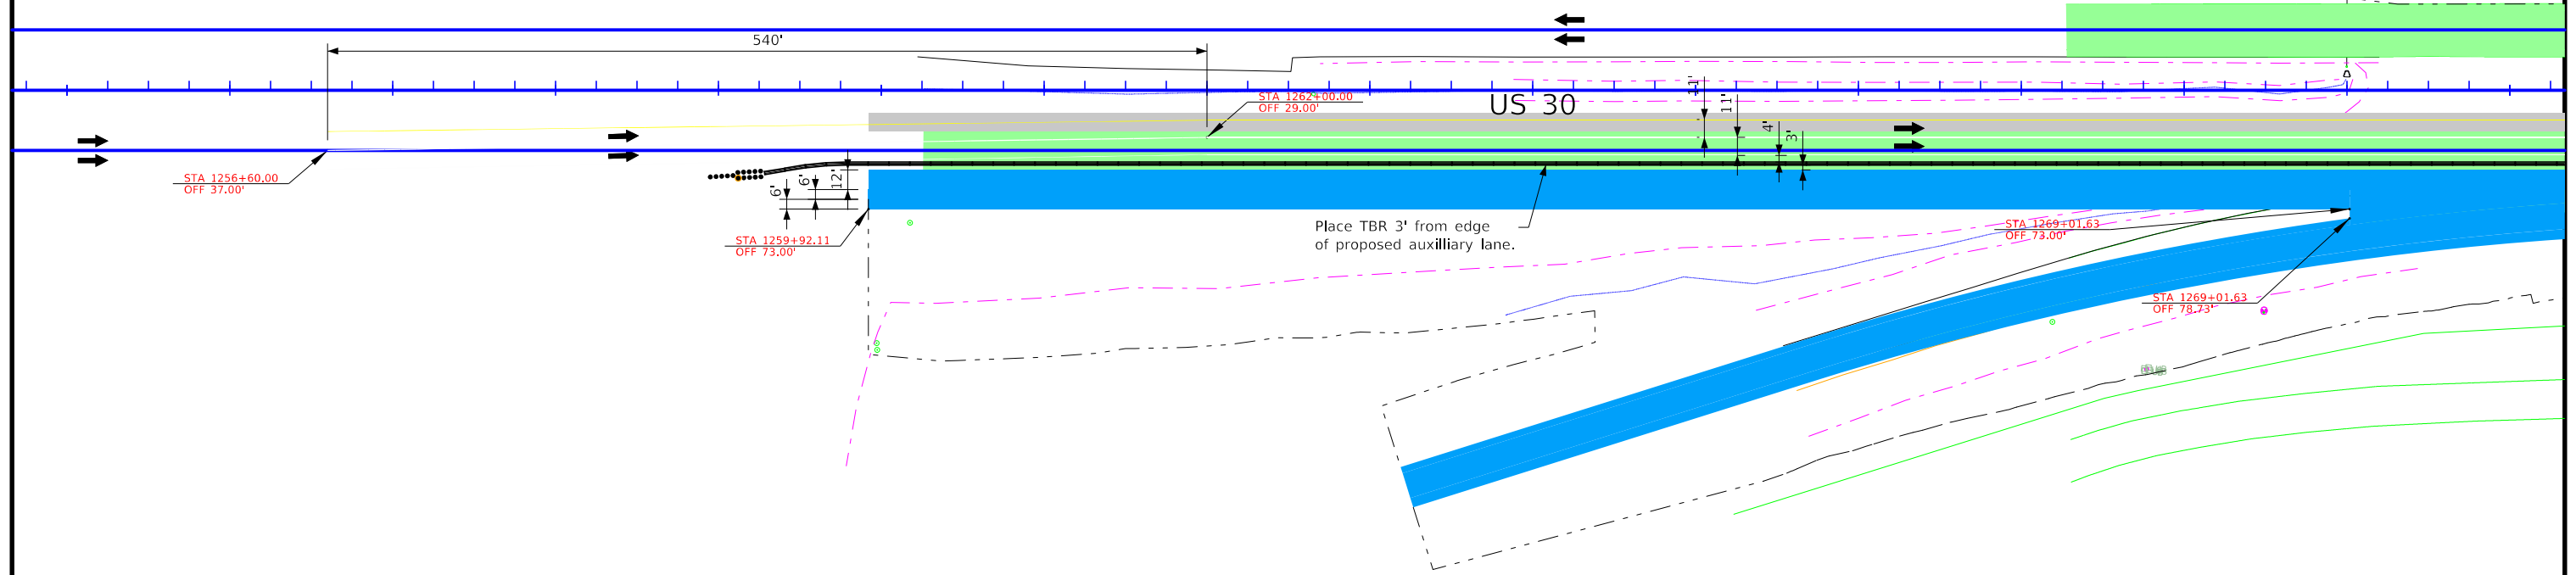 540'
STA 1262+00.00
OFF 29.00'
US 30
11'
11'
4'
3'
STA 1256+60.00
OFF 37.00'
6'
6'
12'
STA 1259+92.11
OFF 73.00'
Place TBR 3' from edge
of proposed auxilliary lane.
STA 1269+01.63
OFF 73.00'
STA 1269+01.63
OFF 78.73'